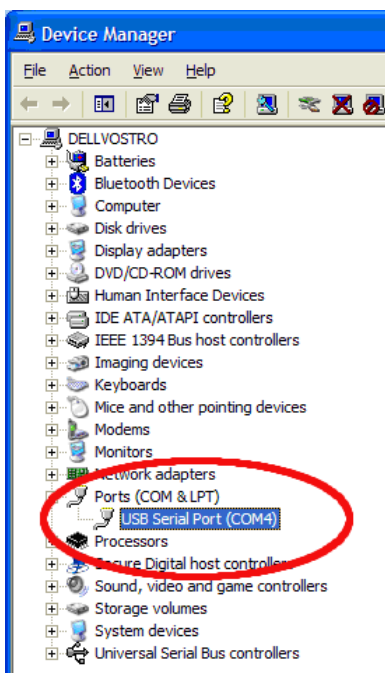 Device Manager
File Action View Help
DELLVOSTRO
Batteries
Bluetooth Devices
Computer
Disk drives
Display adapters
DVD/CD-ROM drives
Human Interface Devices
IDE ATA/ATAPI controllers
IEEE 1394 Bus host controllers
Imaging devices
Keyboards
Mice and other pointing devices
Modems
Monitors
Network adapters
Ports (COM & LPT)
USB Serial Port (COM4)
Processors
Secure Digital host controllers
Sound, video and game controllers
Storage volumes
System devices
Universal Serial Bus controllers